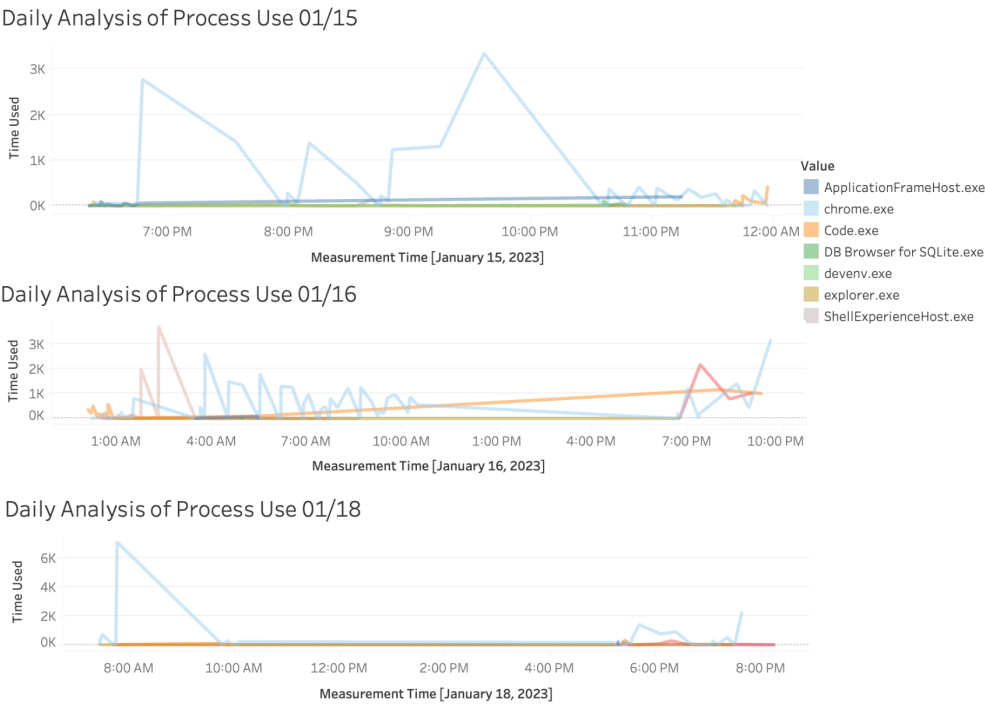 Daily Analysis of Process Use 01/15
3K
2K
1K
0K
Time Used
7:00 PM 8:00 PM 9:00 PM 10:00 PM 11:00 PM 12:00 AM
Measurement Time [January 15, 2023]
Value
ApplicationFrameHost.exe
chrome.exe
Code.exe
DB Browser for SQLite.exe
devenv.exe
explorer.exe
ShellExperienceHost.exe
Daily Analysis of Process Use 01/16
3K
2K
1K
0K
Time Used
1:00 AM 4:00 AM 7:00 AM 10:00 AM 1:00 PM 4:00 PM 7:00 PM 10:00 PM
Measurement Time [January 16, 2023]
Daily Analysis of Process Use 01/18
6K
4K
2K
0K
Time Used
8:00 AM 10:00 AM 12:00 PM 2:00 PM 4:00 PM 6:00 PM 8:00 PM
Measurement Time [January 18, 2023]